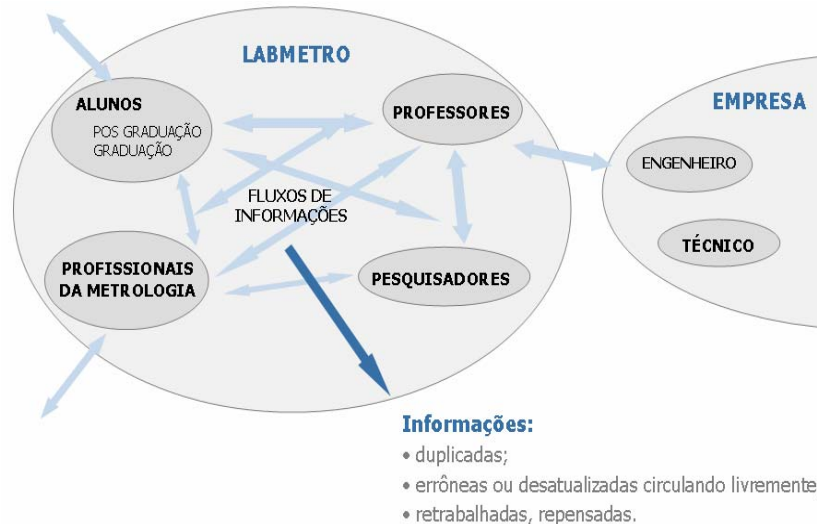 LABMETRO
ALUNOS
POS GRADUAÇÃO
GRADUAÇÃO
PROFESSORES
FLUXOS DE
INFORMAÇÕES
PROFISSIONAIS
DA METROLOGIA
PESQUISADORES
EMPRESA
ENGENHEIRO
TÉCNICO
Informações:
• duplicadas;
• errôneas ou desatualizadas circulando livremente
• retrabalhadas, repensadas.